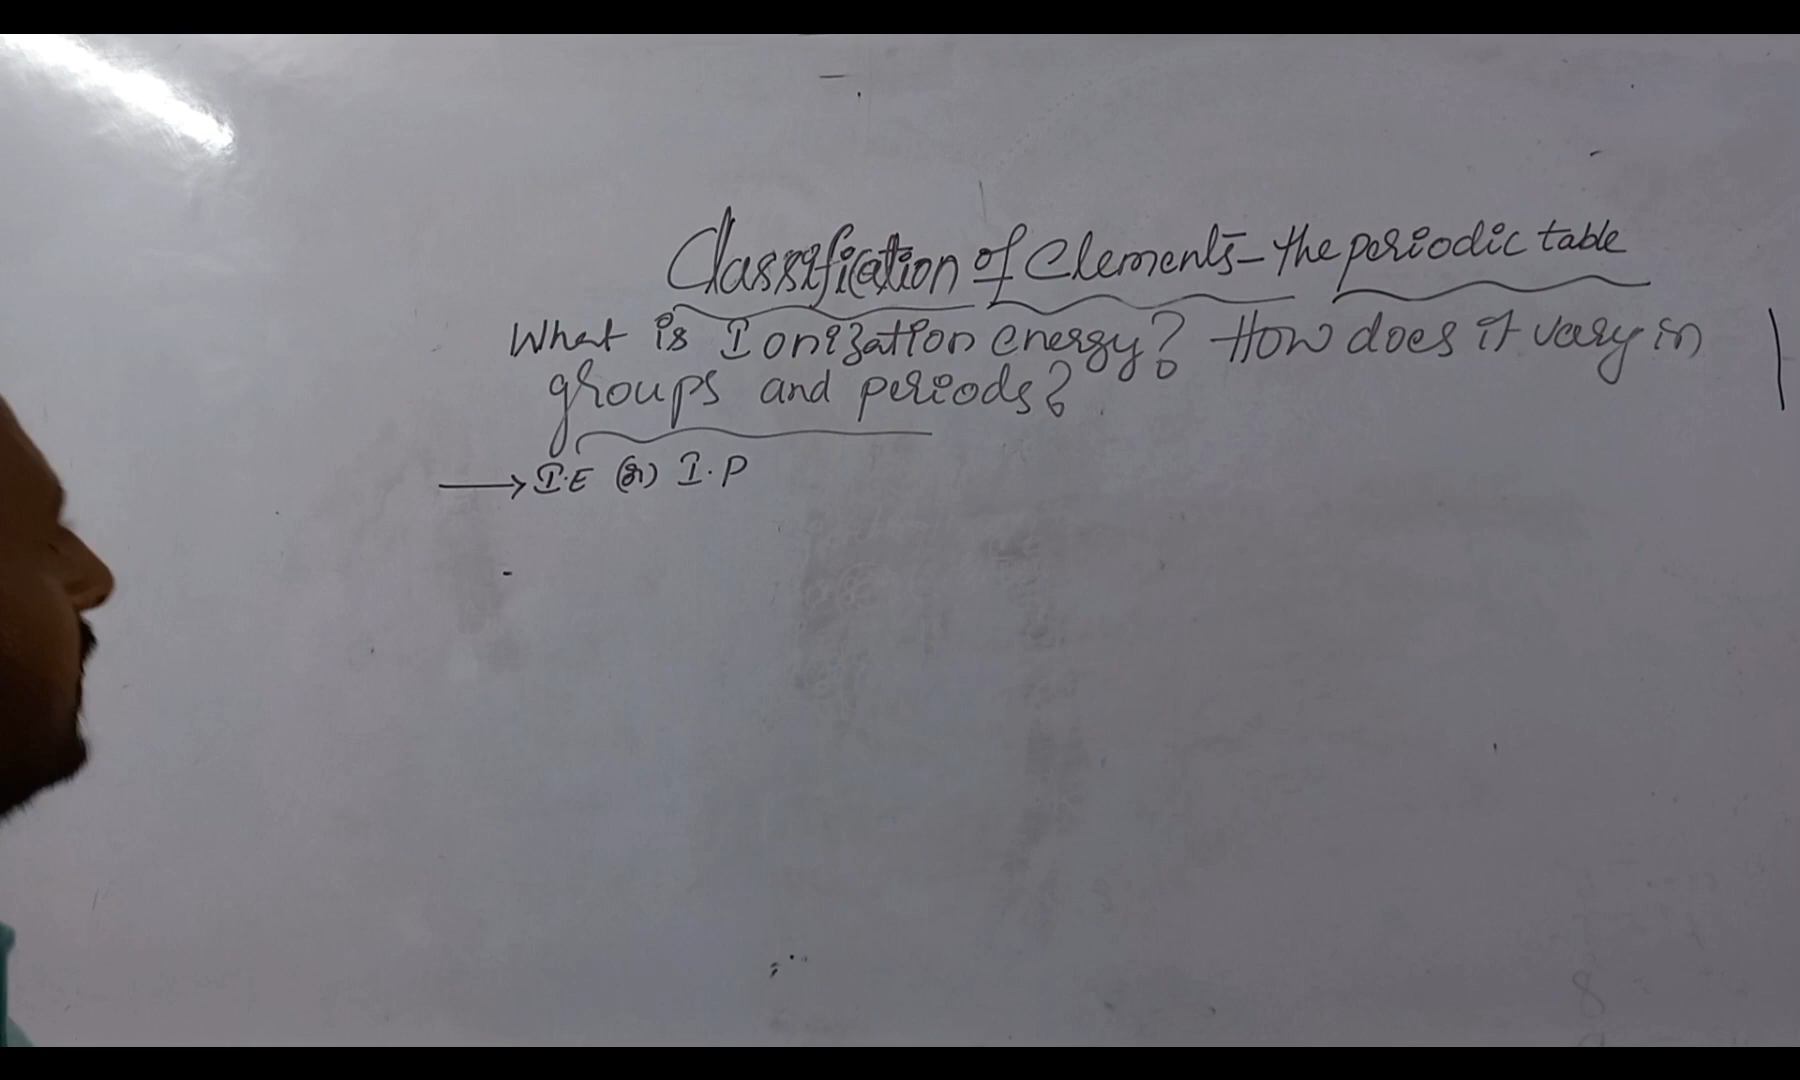 Classification of Elements - the periodic table
What is Ionization energy? How does it vary in
groups and periods?
→ I.E (or) I.P
8